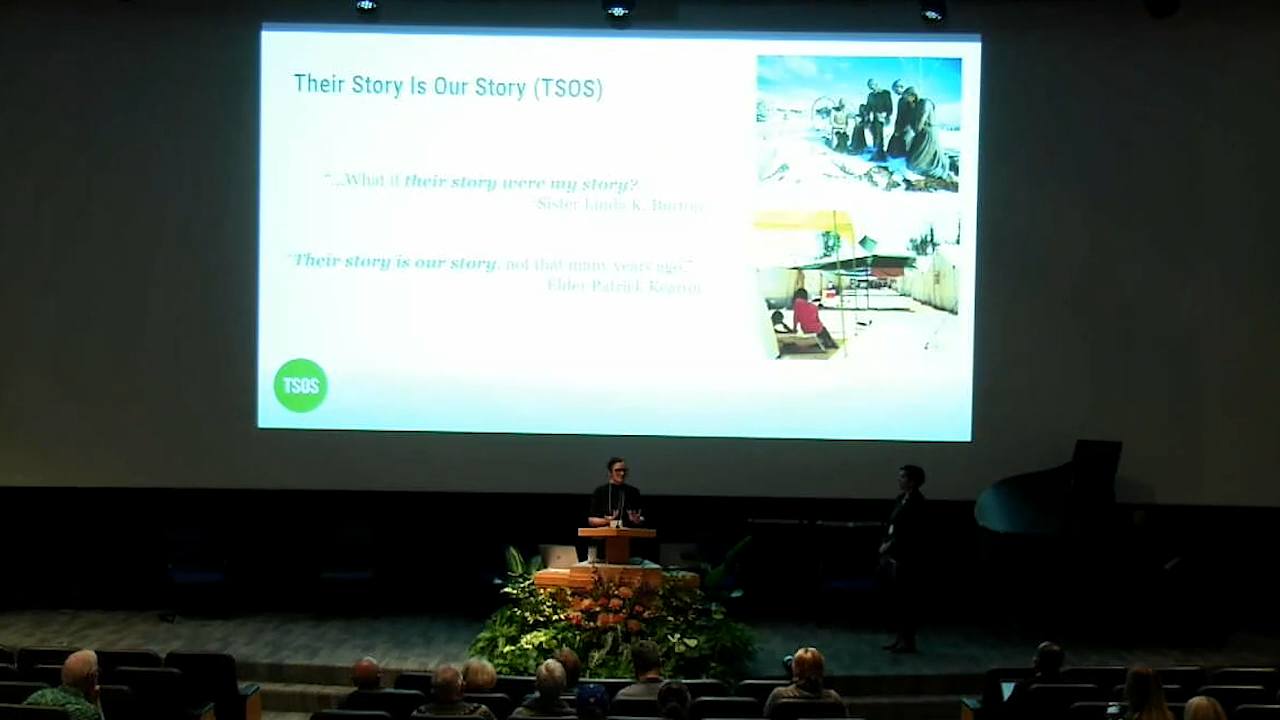 Their Story Is Our Story (TSOS)
"...What if their story were my story?
-Sister Linda K. Burton
"Their story is our story, not that many years ago."
-Elder Patrick Kearon
TSOS